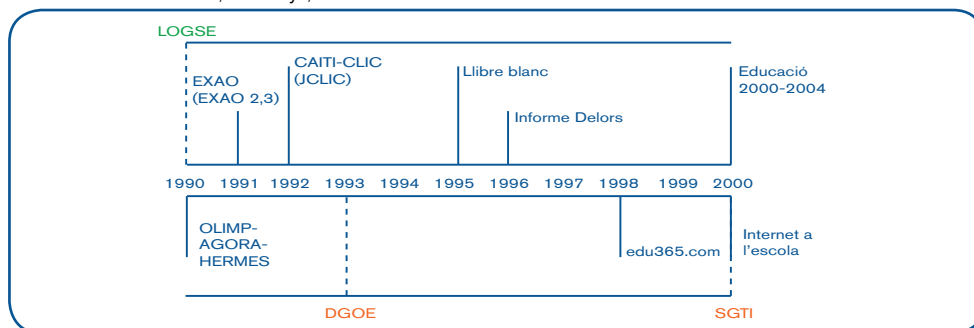 LOGSE
EXAO
(EXAO 2,3)
CAITI-CLIC
(JCLIC)
Llibre blanc
Informe Delors
Educació
2000-2004
1990 1991 1992 1993 1994 1995 1996 1997 1998 1999 2000
OLIMP-
AGORA-
HERMES
edu365.com
Internet a
l'escola
DGOE
SGTI